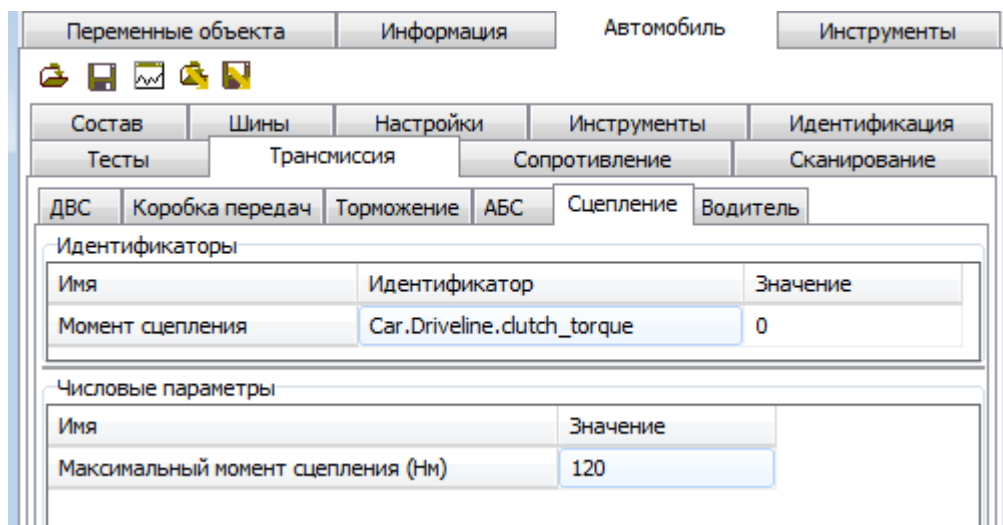 Переменные объекта Информация Автомобиль Инструменты
Состав Шины Настройки Инструменты Идентификация
Тесты Трансмиссия Сопротивление Сканирование
ДВС Коробка передач Торможение АБС Сцепление Водитель
Идентификаторы
Имя Идентификатор Значение
Момент сцепления Car.Driveline.clutch_torque 0
Числовые параметры
Имя Значение
Максимальный момент сцепления (Нм) 120